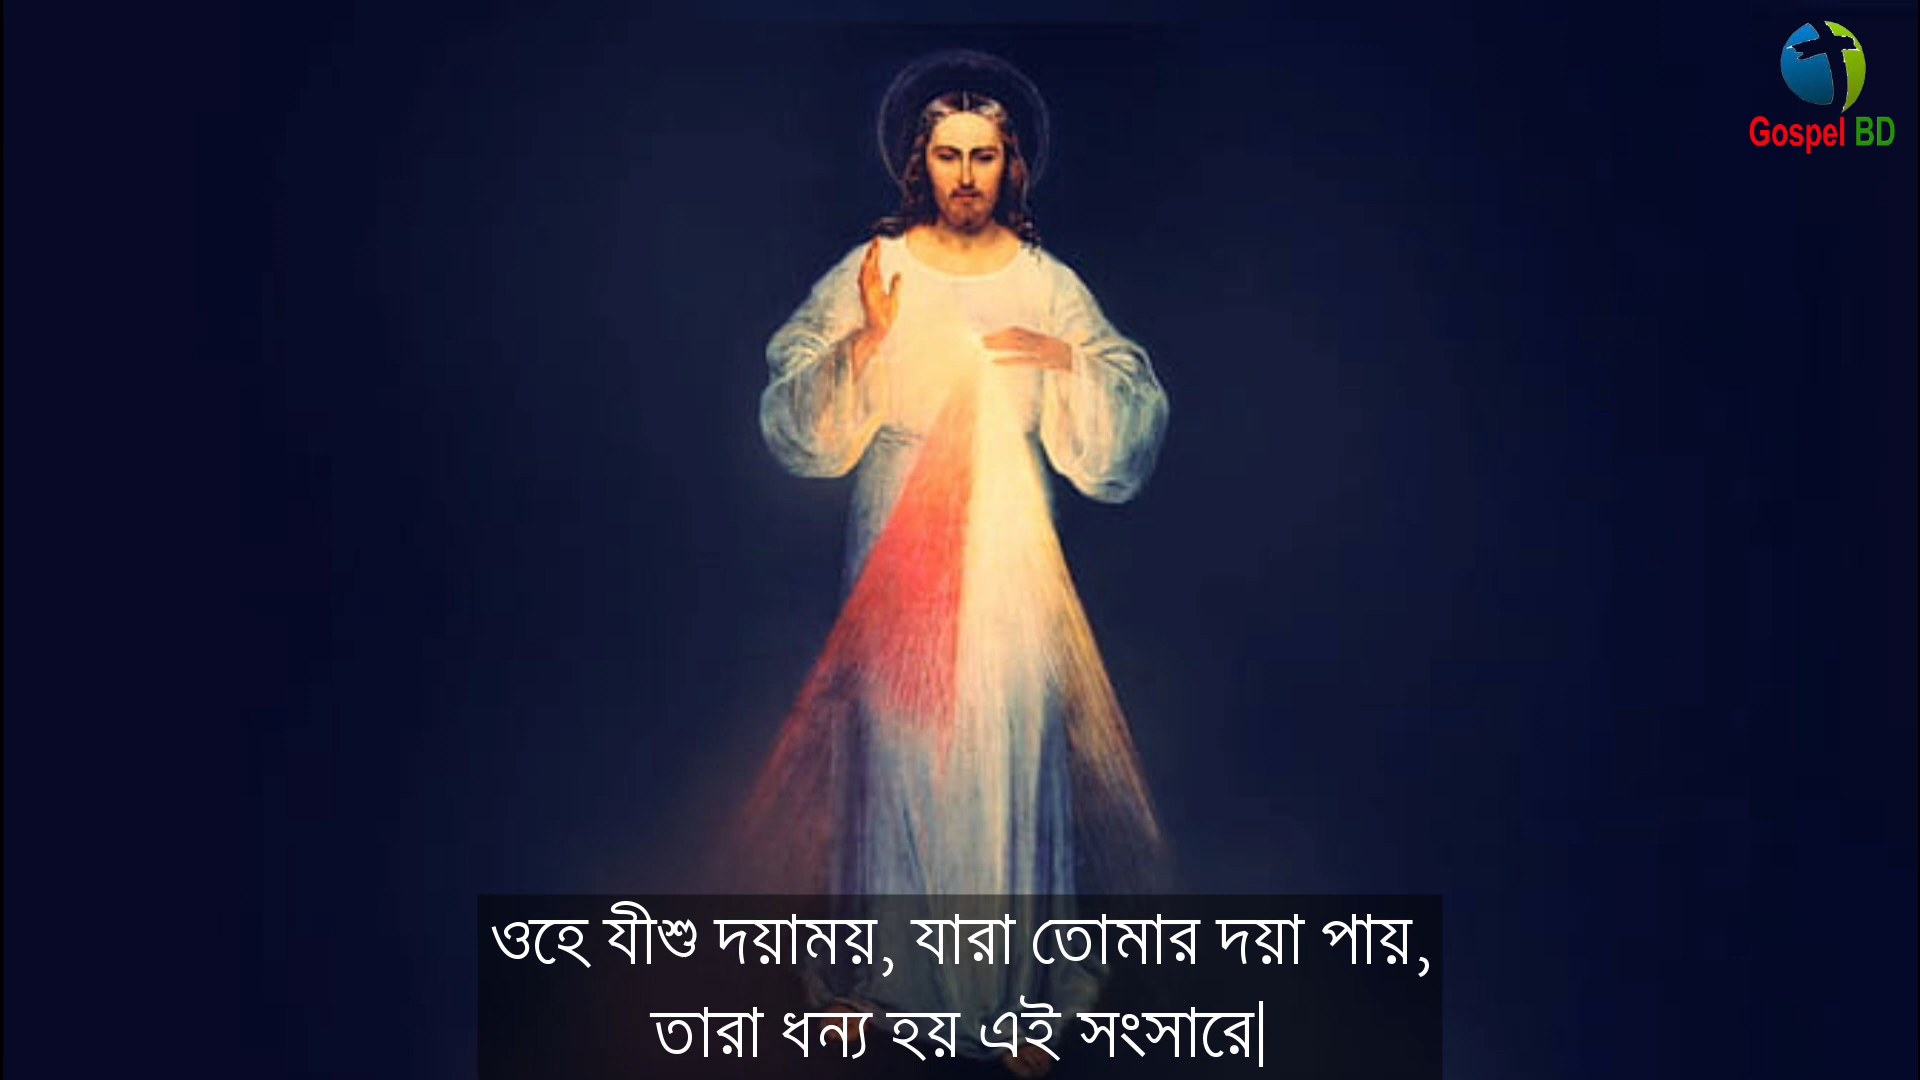 Gospel BD
ওহে যীশু দয়াময়, যারা তোমার দয়া পায়,
তারা ধন্য হয় এই সংসারে|